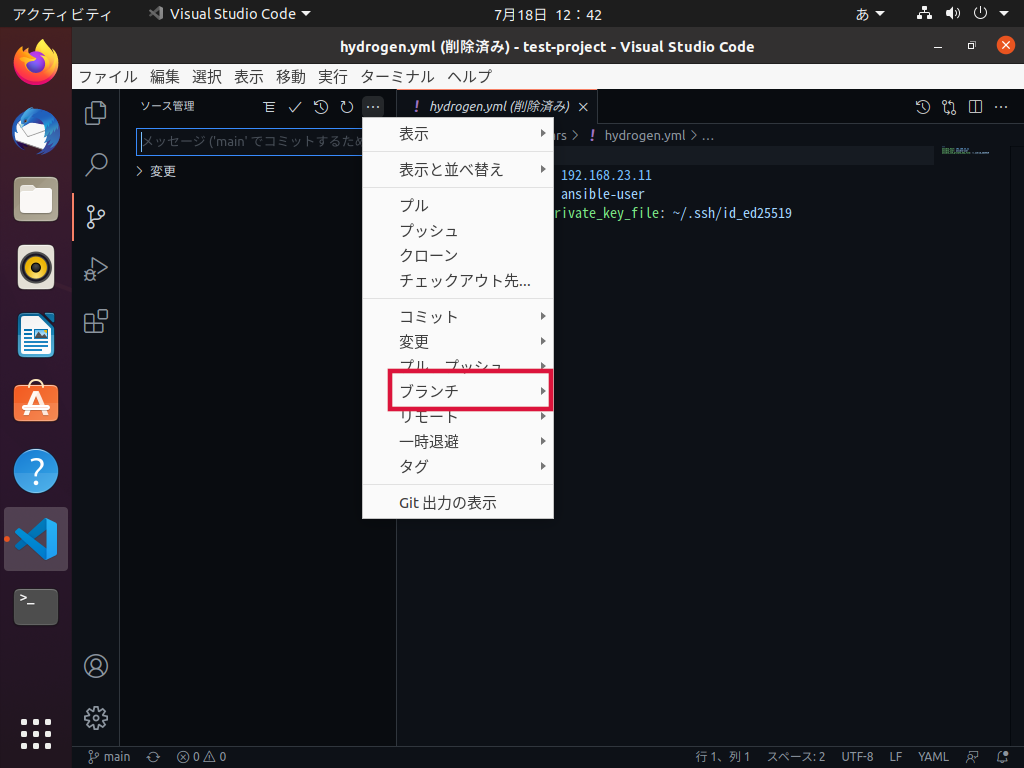 アクティビティ
Visual Studio Code
7月18日 12：42
あ
hydrogen.yml (削除済み) - test-project - Visual Studio Code
ファイル 編集 選択 表示 移動 実行 ターミナル ヘルプ
ソース管理
! hydrogen.yml (削除済み)
メッセージ ('main' でコミットするため
! hydrogen.yml > ...
変更
192.168.23.11
ansible-user
rivate_key_file: ~/.ssh/id_ed25519
表示
表示と並べ替え
プル
プッシュ
クローン
チェックアウト先...
コミット
変更
プル、プッシュ
ブランチ
リモート
一時退避
タグ
Git 出力の表示
main
0 0
行 1、列 1
スペース: 2
UTF-8
LF
YAML